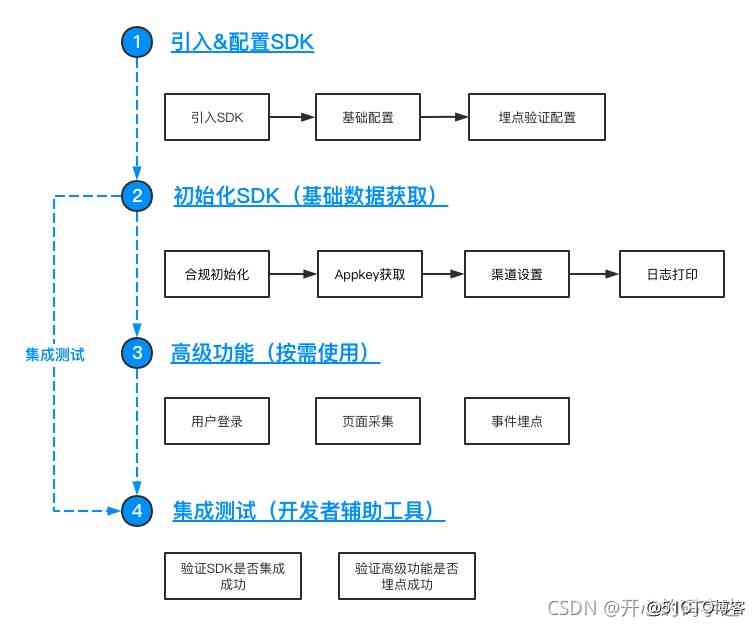 1
引入&配置SDK
引入SDK
基础配置
埋点验证配置
2
初始化SDK（基础数据获取）
合规初始化
Appkey获取
渠道设置
日志打印
集成测试
3
高级功能（按需使用）
用户登录
页面采集
事件埋点
4
集成测试（开发者辅助工具）
验证SDK是否集成
成功
验证高级功能是否
埋点成功
CSDN @开心的
@51CTO博客